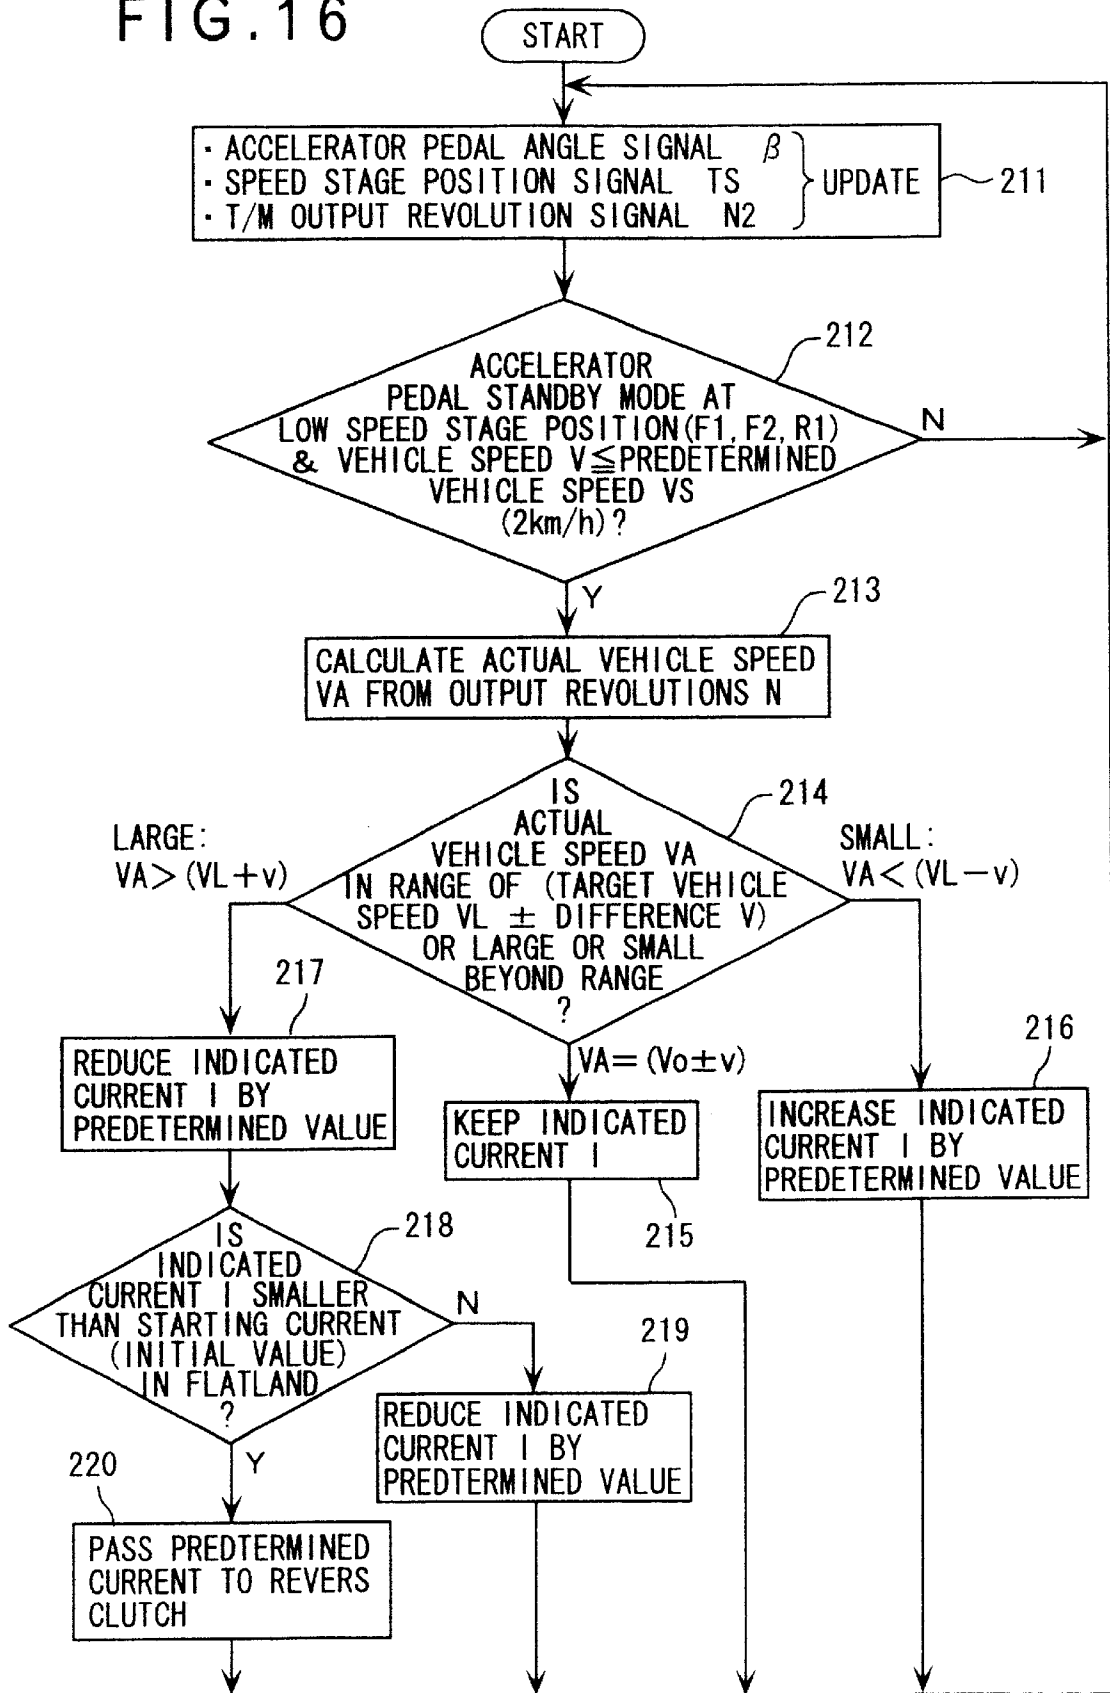 FIG.16
START
· ACCELERATOR PEDAL ANGLE SIGNAL β
· SPEED STAGE POSITION SIGNAL TS
· T/M OUTPUT REVOLUTION SIGNAL N2
UPDATE
211
212
ACCELERATOR
PEDAL STANDBY MODE AT
LOW SPEED STAGE POSITION(F1,F2,R1)
& VEHICLE SPEED V≦PREDETERMINED
VEHICLE SPEED VS
(2km/h)?
N
Y
213
CALCULATE ACTUAL VEHICLE SPEED
VA FROM OUTPUT REVOLUTIONS N
214
IS
ACTUAL
VEHICLE SPEED VA
IN RANGE OF (TARGET VEHICLE
SPEED VL ± DIFFERENCE V)
OR LARGE OR SMALL
BEYOND RANGE
?
LARGE:
VA>(VL+v)
SMALL:
VA<(VL−v)
VA=(Vo±v)
217
REDUCE INDICATED
CURRENT I BY
PREDETERMINED VALUE
KEEP INDICATED
CURRENT I
215
216
INCREASE INDICATED
CURRENT I BY
PREDETERMINED VALUE
218
IS
INDICATED
CURRENT I SMALLER
THAN STARTING CURRENT
(INITIAL VALUE)
IN FLATLAND
?
N
Y
219
REDUCE INDICATED
CURRENT I BY
PREDTERMINED VALUE
220
PASS PREDTERMINED
CURRENT TO REVERS
CLUTCH